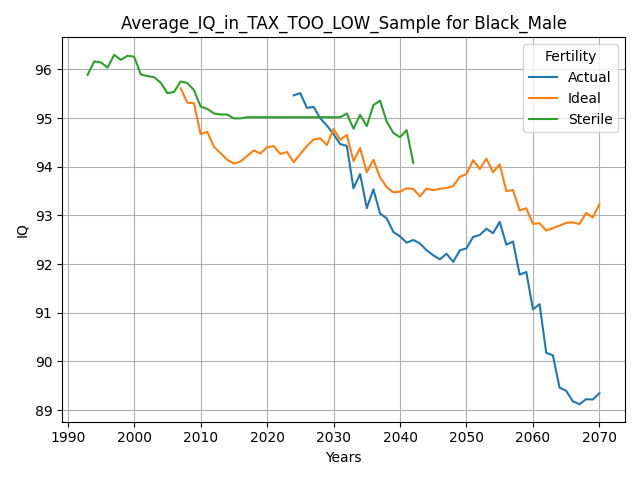 Average_IQ_in_TAX_TOO_LOW_Sample for Black_Male
Fertility
Actual
Ideal
Sterile
IQ
96
95
94
93
92
91
90
89
1990 2000 2010 2020 2030 2040 2050 2060 2070
Years